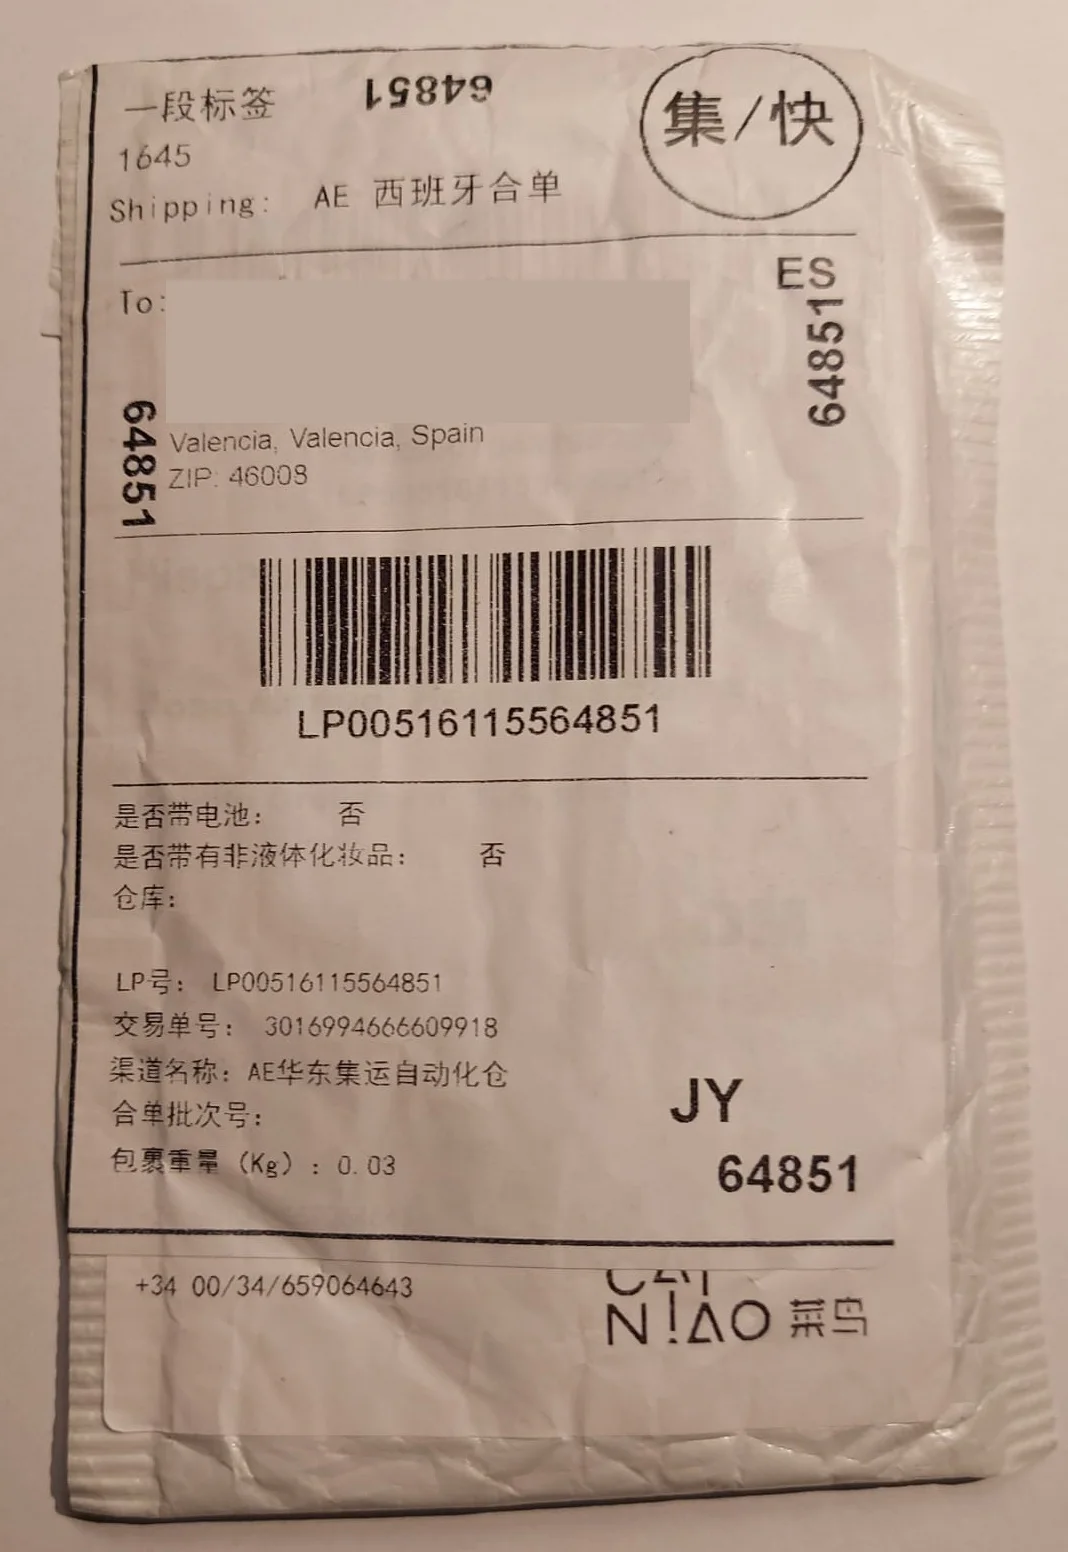 一段标签
64851
集/快
1645
Shipping: AE 西班牙合单
ES
64851
To:
64851
Valencia, Valencia, Spain
ZIP: 46008
LP00516115564851
是否带电池: 否
是否带有非液体化妆品: 否
仓库:
LP号: LP00516115564851
交易单号: 3016994666609918
渠道名称: AE华东集运自动化仓
合单批次号:
包裹重量 (Kg) : 0.03
JY
64851
+34 00/34/659064643
CAI
NIAO 菜鸟